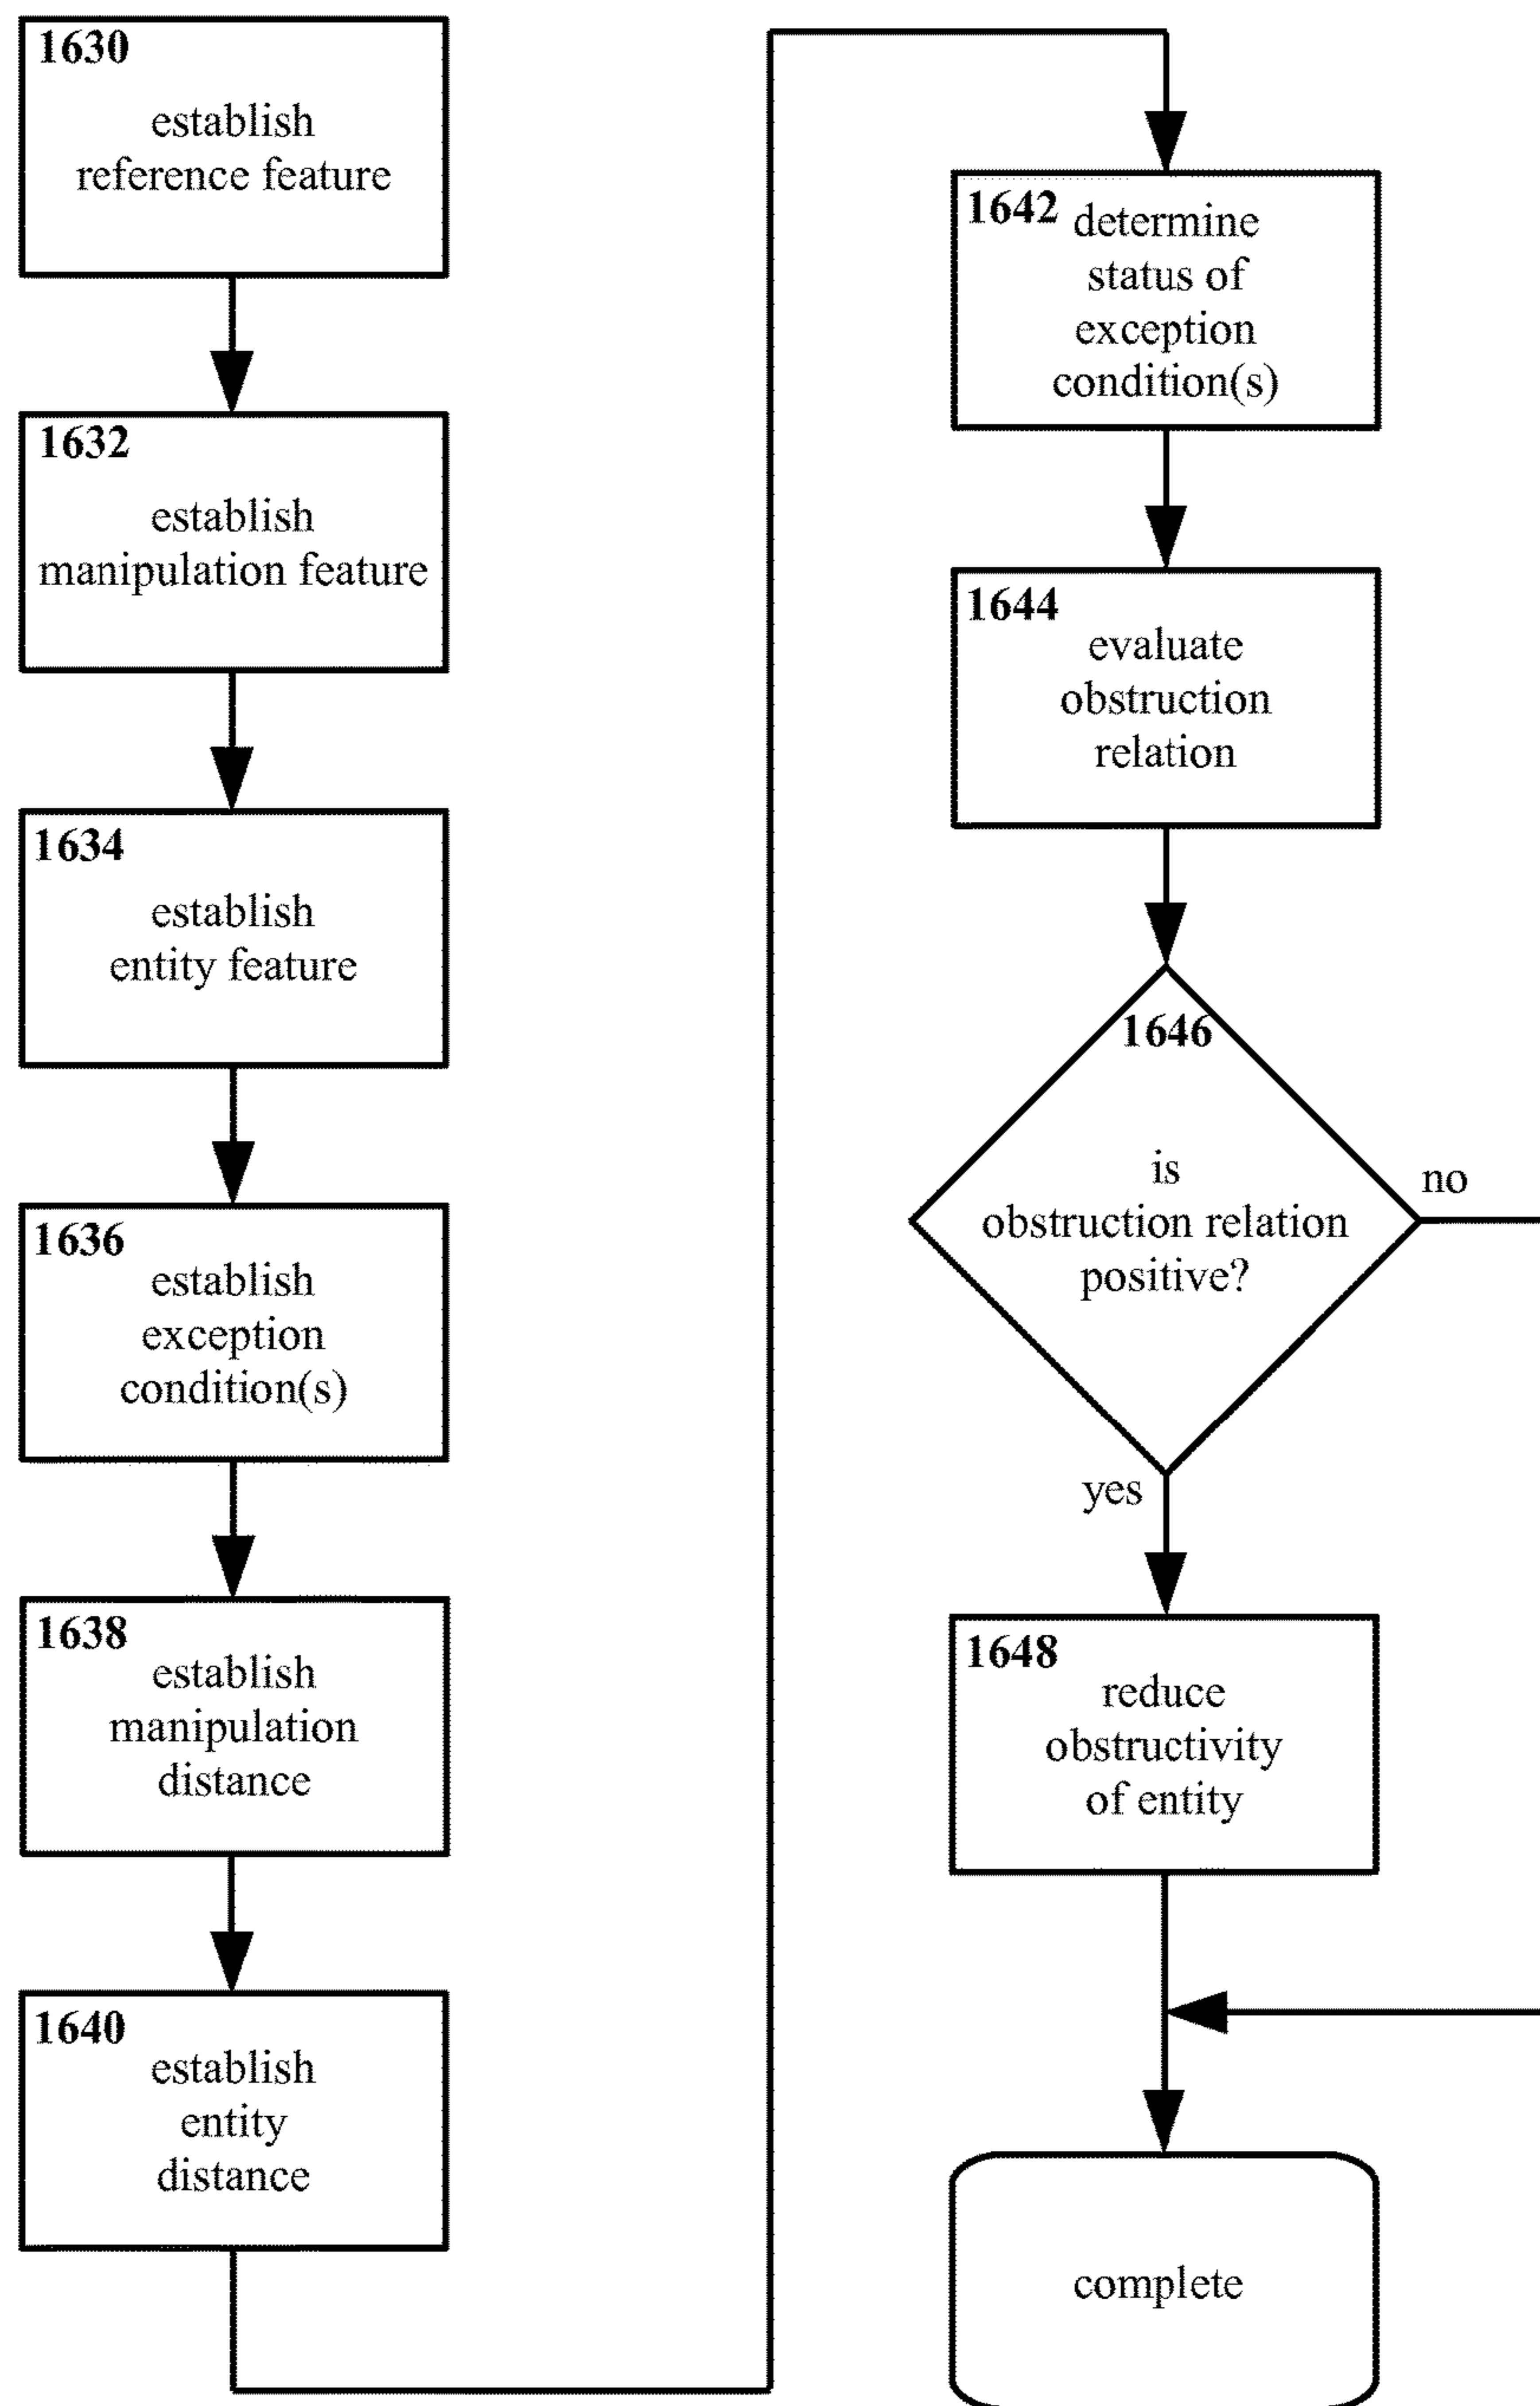 1630
establish
reference feature
1632
establish
manipulation feature
1634
establish
entity feature
1636
establish
exception
condition(s)
1638
establish
manipulation
distance
1640
establish
entity
distance
1642 determine
status of
exception
condition(s)
1644
evaluate
obstruction
relation
1646
is
obstruction relation
positive?
no
yes
1648
reduce
obstructivity
of entity
complete